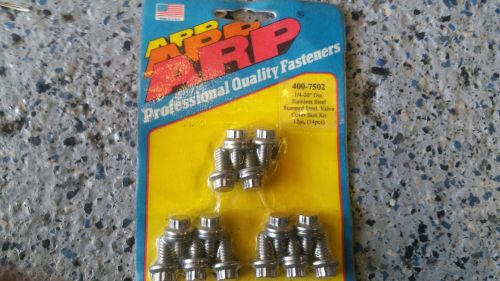 ARP
ARP
ARP
Professional Quality Fasteners
400-7502
1/4-20" Dia.
Stainless Steel
Stamped Steel, Valve
Cover Bolt Kit
12pt, (14pcs)